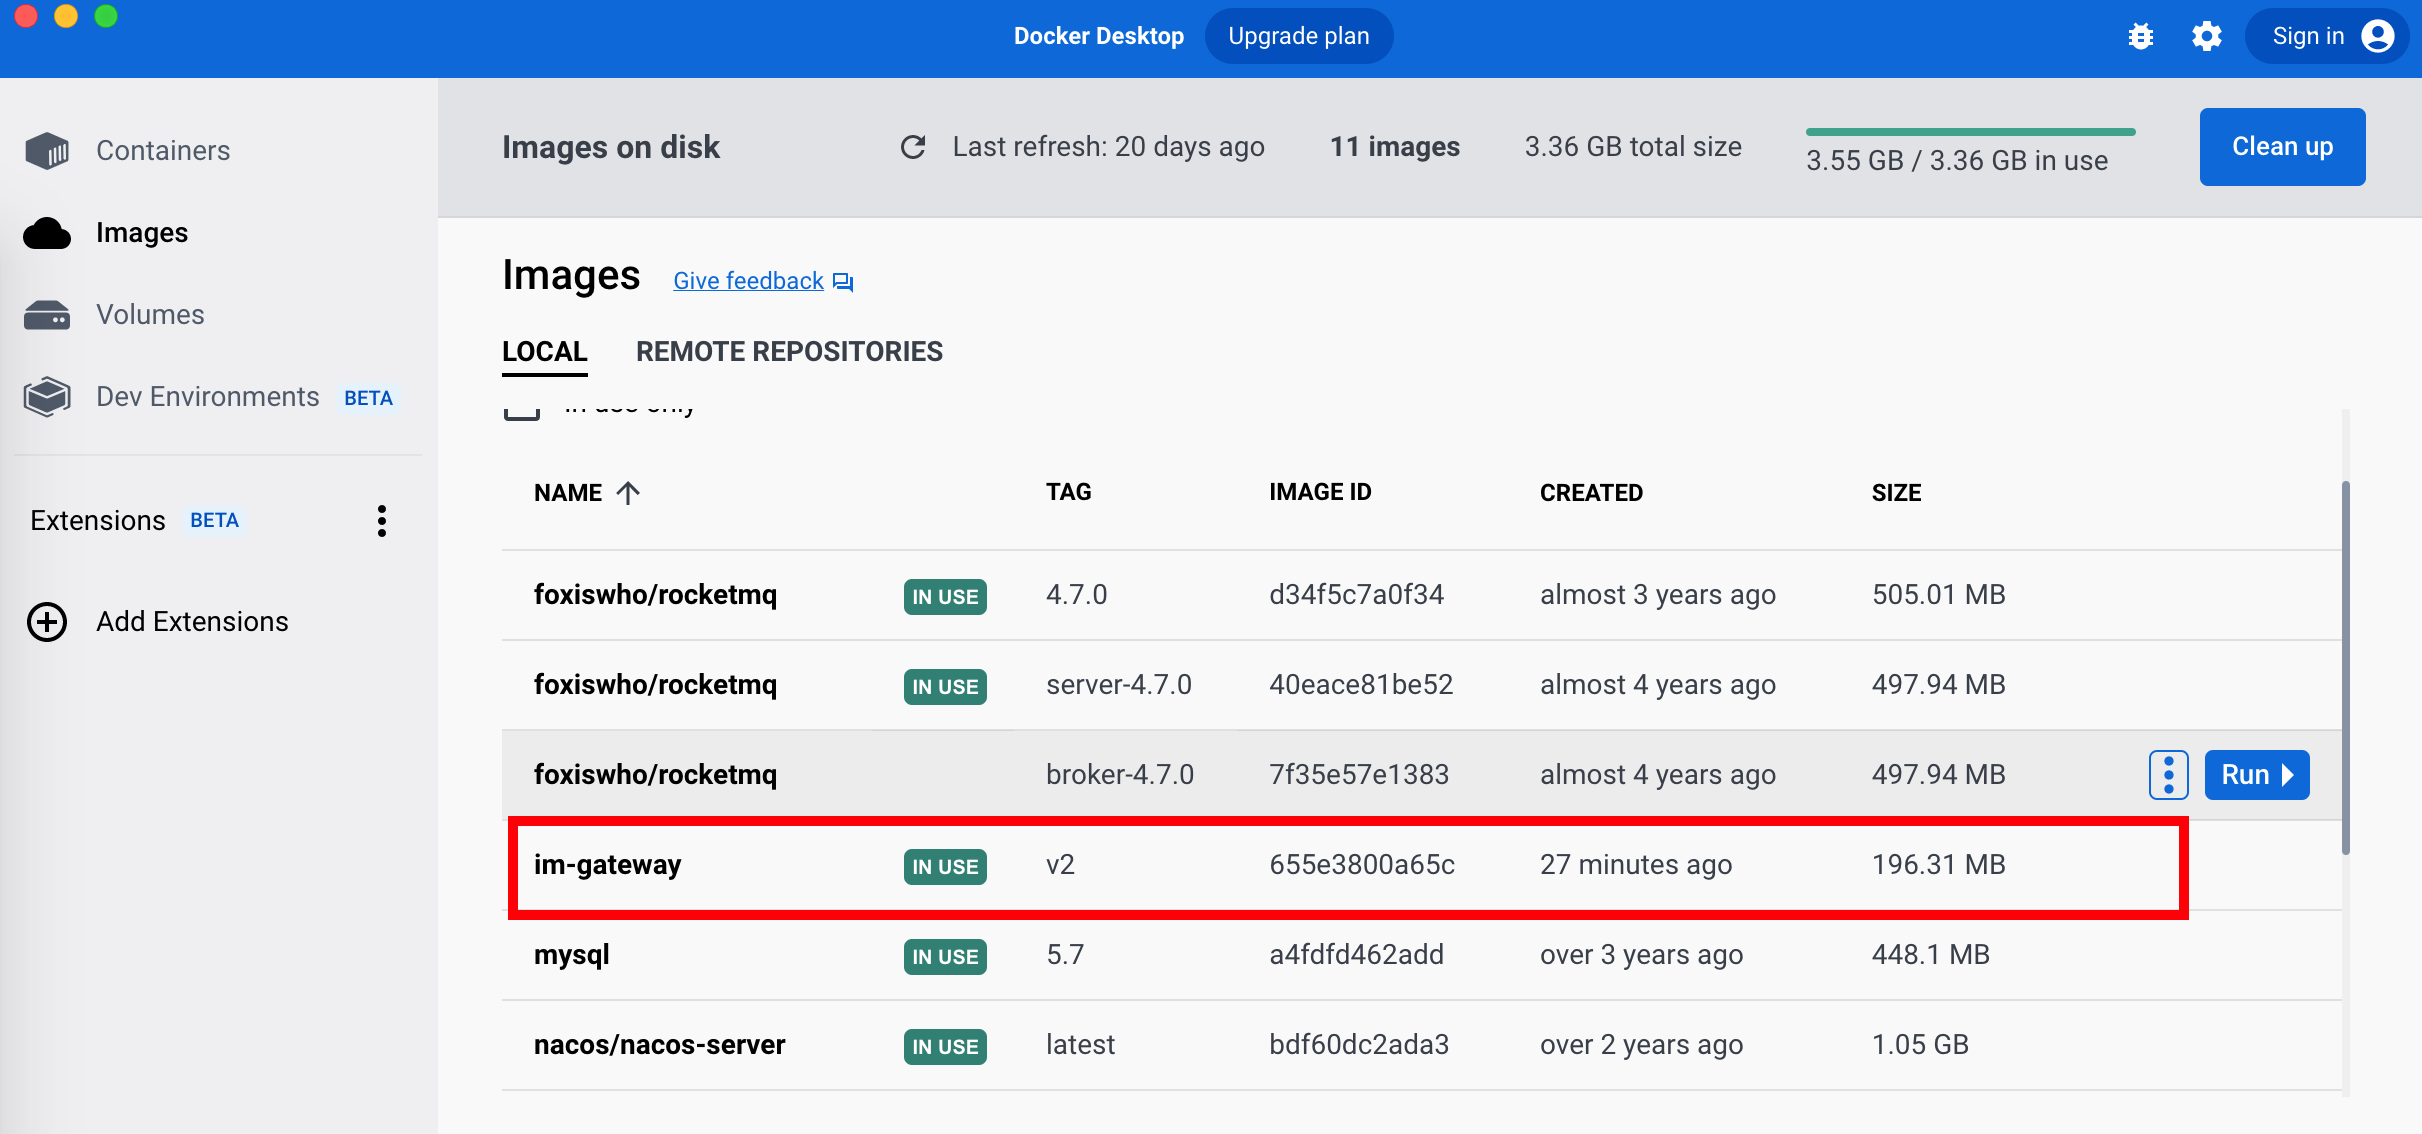 Docker Desktop Upgrade plan Sign in
Containers
Images
Volumes
Dev Environments BETA
Extensions BETA
Add Extensions
Images on disk Last refresh: 20 days ago 11 images 3.36 GB total size 3.55 GB / 3.36 GB in use Clean up
Images Give feedback
LOCAL REMOTE REPOSITORIES
In use only
NAME TAG IMAGE ID CREATED SIZE
foxiswho/rocketmq IN USE 4.7.0 d34f5c7a0f34 almost 3 years ago 505.01 MB
foxiswho/rocketmq IN USE server-4.7.0 40eace81be52 almost 4 years ago 497.94 MB
foxiswho/rocketmq broker-4.7.0 7f35e57e1383 almost 4 years ago 497.94 MB Run
im-gateway IN USE v2 655e3800a65c 27 minutes ago 196.31 MB
mysql IN USE 5.7 a4fdfd462add over 3 years ago 448.1 MB
nacos/nacos-server IN USE latest bdf60dc2ada3 over 2 years ago 1.05 GB